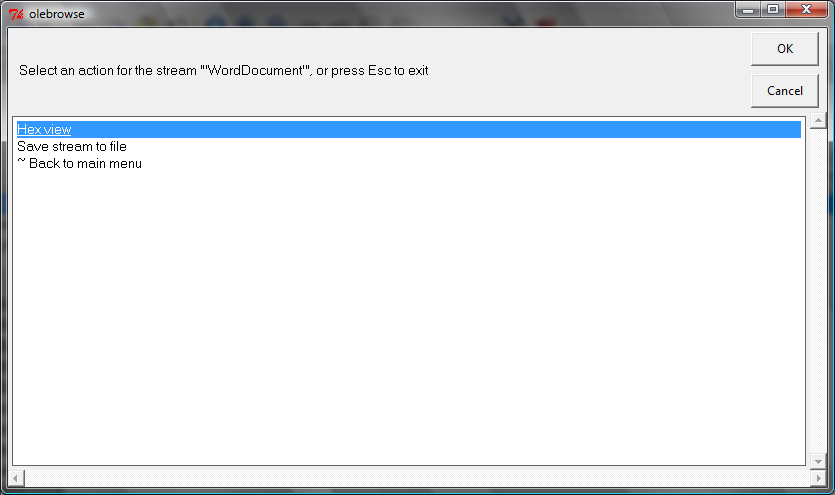 olebrowse
OK
Select an action for the stream "'WordDocument'", or press Esc to exit
Cancel
Hex view
Save stream to file
~ Back to main menu